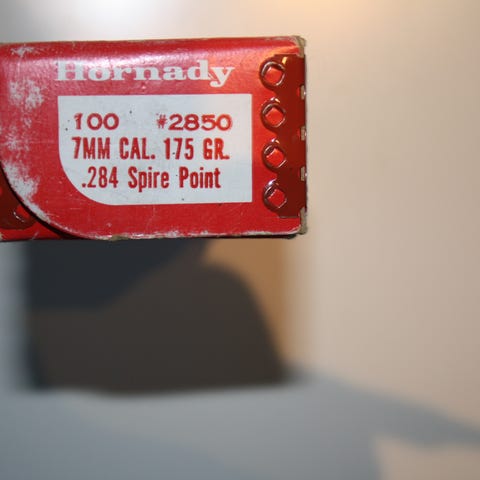 Hornady
100 #2850
7MM CAL. 175 GR.
.284 Spire Point